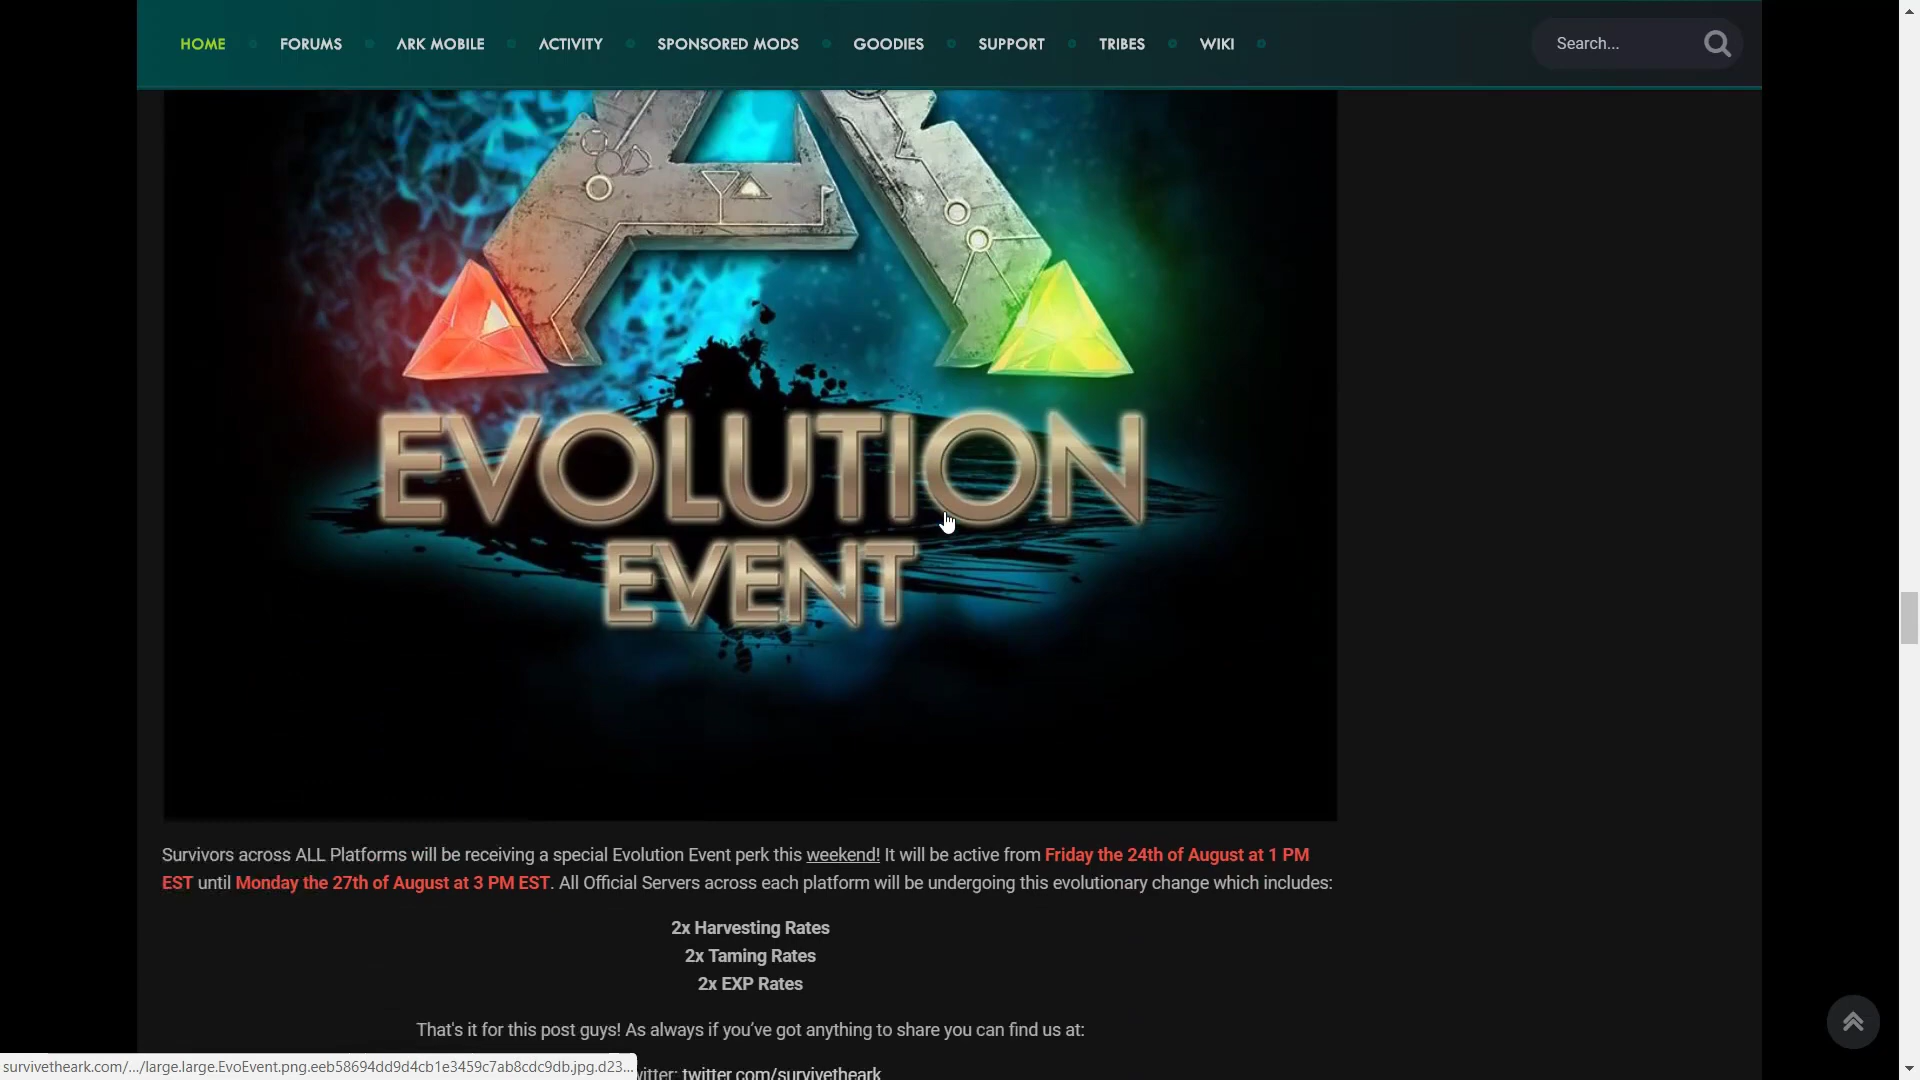 HOME FORUMS ARK MOBILE ACTIVITY SPONSORED MODS GOODIES SUPPORT TRIBES WIKI Search...
EVOLUTION
EVENT
Survivors across ALL Platforms will be receiving a special Evolution Event perk this weekend! It will be active from Friday the 24th of August at 1 PM
EST until Monday the 27th of August at 3 PM EST. All Official Servers across each platform will be undergoing this evolutionary change which includes:
2x Harvesting Rates
2x Taming Rates
2x EXP Rates
That's it for this post guys! As always if you’ve got anything to share you can find us at:
survivetheark.com/.../large.large.EvoEvent.png.eeb58694dd9d4cb1e3459c7ab8cdc9db.jpg.d23...
witter: twitter.com/survivetheark